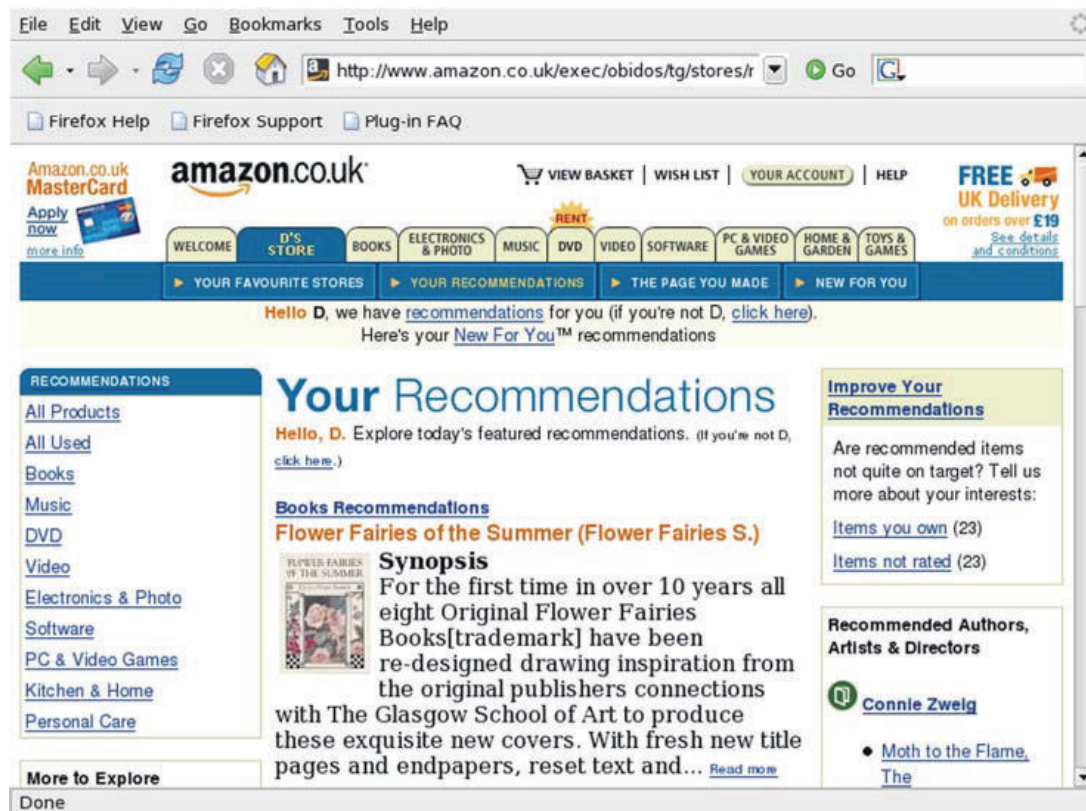 File Edit View Go Bookmarks Tools Help
http://www.amazon.co.uk/exec/obidos/tg/stores/r Go G
Firefox Help Firefox Support Plug-in FAQ
Amazon.co.uk
MasterCard
Apply
now
more info
amazon.co.uk
VIEW BASKET | WISH LIST | YOUR ACCOUNT | HELP
FREE
UK Delivery
on orders over £19
See details
and conditions
RENT
WELCOME
D'S
STORE
BOOKS
ELECTRONICS
& PHOTO
MUSIC
DVD
VIDEO
SOFTWARE
PC & VIDEO
GAMES
HOME &
GARDEN
TOYS &
GAMES
YOUR FAVOURITE STORES YOUR RECOMMENDATIONS THE PAGE YOU MADE NEW FOR YOU
Hello D, we have recommendations for you (if you're not D, click here).
Here's your New For You™ recommendations
RECOMMENDATIONS
All Products
All Used
Books
Music
DVD
Video
Electronics & Photo
Software
PC & Video Games
Kitchen & Home
Personal Care
More to Explore
Your Recommendations
Hello, D. Explore today's featured recommendations. (If you're not D,
click here.)
Books Recommendations
Flower Fairies of the Summer (Flower Fairies S.)
FLOWER FAIRIES
OF THE SUMMER
Synopsis
For the first time in over 10 years all
eight Original Flower Fairies
Books[trademark] have been
re-designed drawing inspiration from
the original publishers connections
with The Glasgow School of Art to produce
these exquisite new covers. With fresh new title
pages and endpapers, reset text and... Read more
Improve Your
Recommendations
Are recommended items
not quite on target? Tell us
more about your interests:
Items you own (23)
Items not rated (23)
Recommended Authors,
Artists & Directors
Connie Zweig
• Moth to the Flame,
The
Done